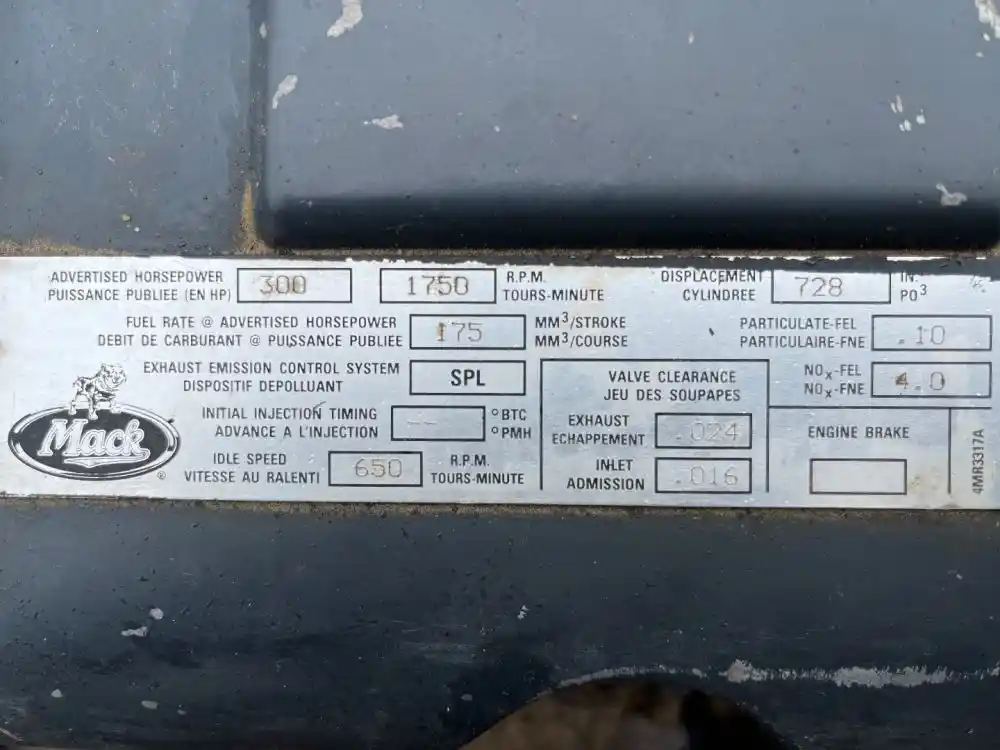 ADVERTISED HORSEPOWER 300 1750 R.P.M. DISPLACEMENT 728 IN.³
PUISSANCE PUBLIEE (EN HP) TOURS-MINUTE CYLINDREE PO³
FUEL RATE @ ADVERTISED HORSEPOWER 175 MM³/STROKE PARTICULATE-FEL .10
DEBIT DE CARBURANT @ PUISSANCE PUBLIEE MM³/COURSE PARTICULAIRE-FNE
EXHAUST EMISSION CONTROL SYSTEM SPL
DISPOSITIF DEPOLLUANT
NOx-FEL 4.0
NOx-FNE
VALVE CLEARANCE
JEU DES SOUPAPES
INITIAL INJECTION TIMING -- °BTC
AVANCE A L'INJECTION °PMH
EXHAUST .024
ECHAPPEMENT
ENGINE BRAKE
Mack®
IDLE SPEED 650 R.P.M.
VITESSE AU RALENTI TOURS-MINUTE
INLET .016
ADMISSION
4MR3317A